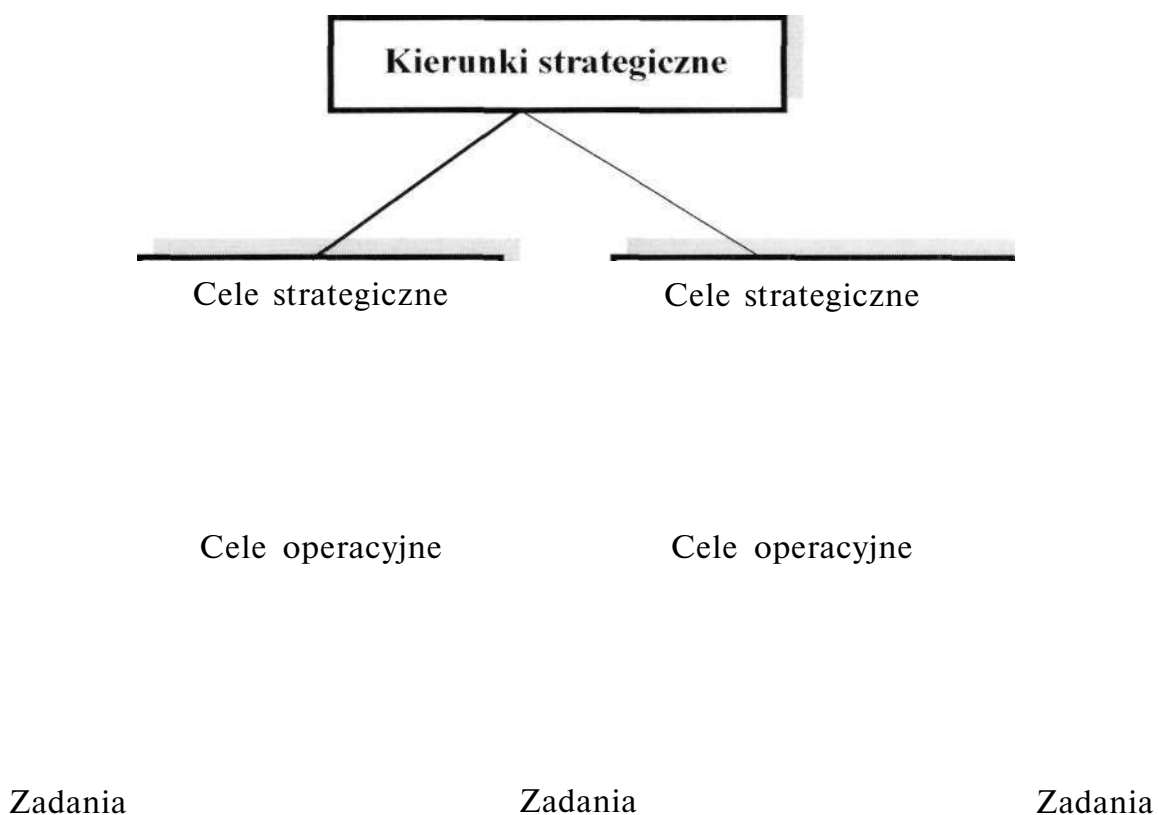 Kierunki strategiczne
Cele strategiczne
Cele strategiczne
Cele operacyjne
Cele operacyjne
Zadania
Zadania
Zadania